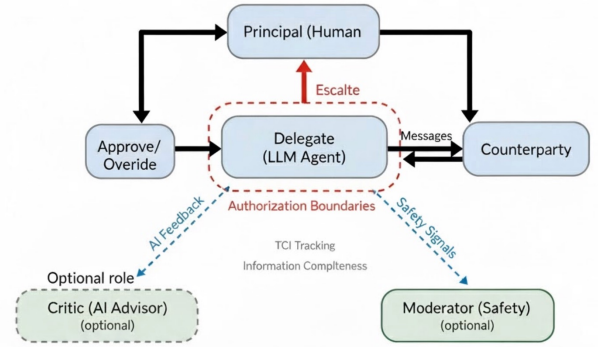 Principal (Human
Escalte
Approve/
Overide
Delegate
(LLM Agent)
Messages
Counterparty
Authorization Boundaries
AI Feedback
Safety Signals
TCI Tracking
Information Complteness
Optional role
Critic (AI Advisor)
(optional)
Moderator (Safety)
(optional)